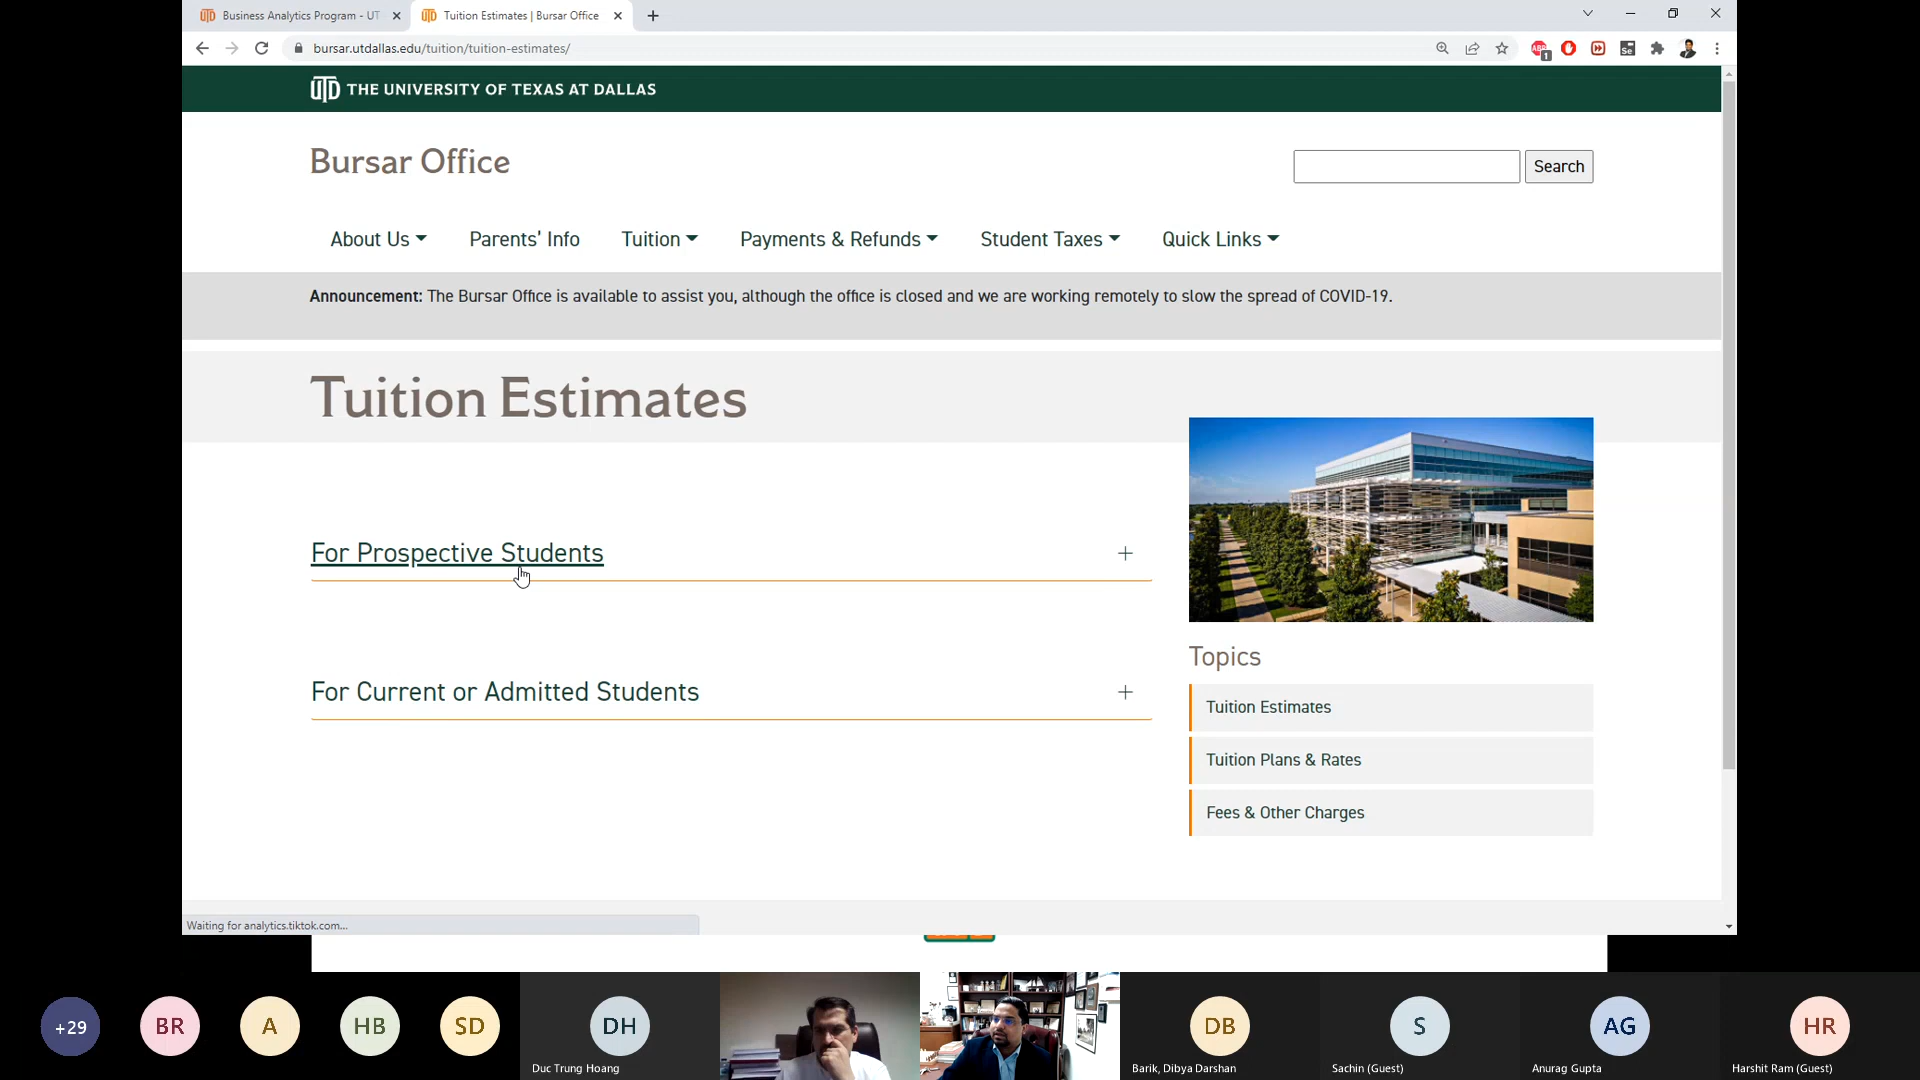 Business Analytics Program - UT
Tuition Estimates | Bursar Office
bursar.utdallas.edu/tuition/tuition-estimates/
ABP
1
Se
UTD THE UNIVERSITY OF TEXAS AT DALLAS
Bursar Office
Search
About Us
Parents' Info
Tuition
Payments & Refunds
Student Taxes
Quick Links
Announcement: The Bursar Office is available to assist you, although the office is closed and we are working remotely to slow the spread of COVID-19.
Tuition Estimates
For Prospective Students
For Current or Admitted Students
Topics
Tuition Estimates
Tuition Plans & Rates
Fees & Other Charges
Waiting for analytics.tiktok.com...
+29
BR
A
HB
SD
DH
Duc Trung Hoang
DB
Barik, Dibya Darshan
S
Sachin (Guest)
AG
Anurag Gupta
HR
Harshit Ram (Guest)